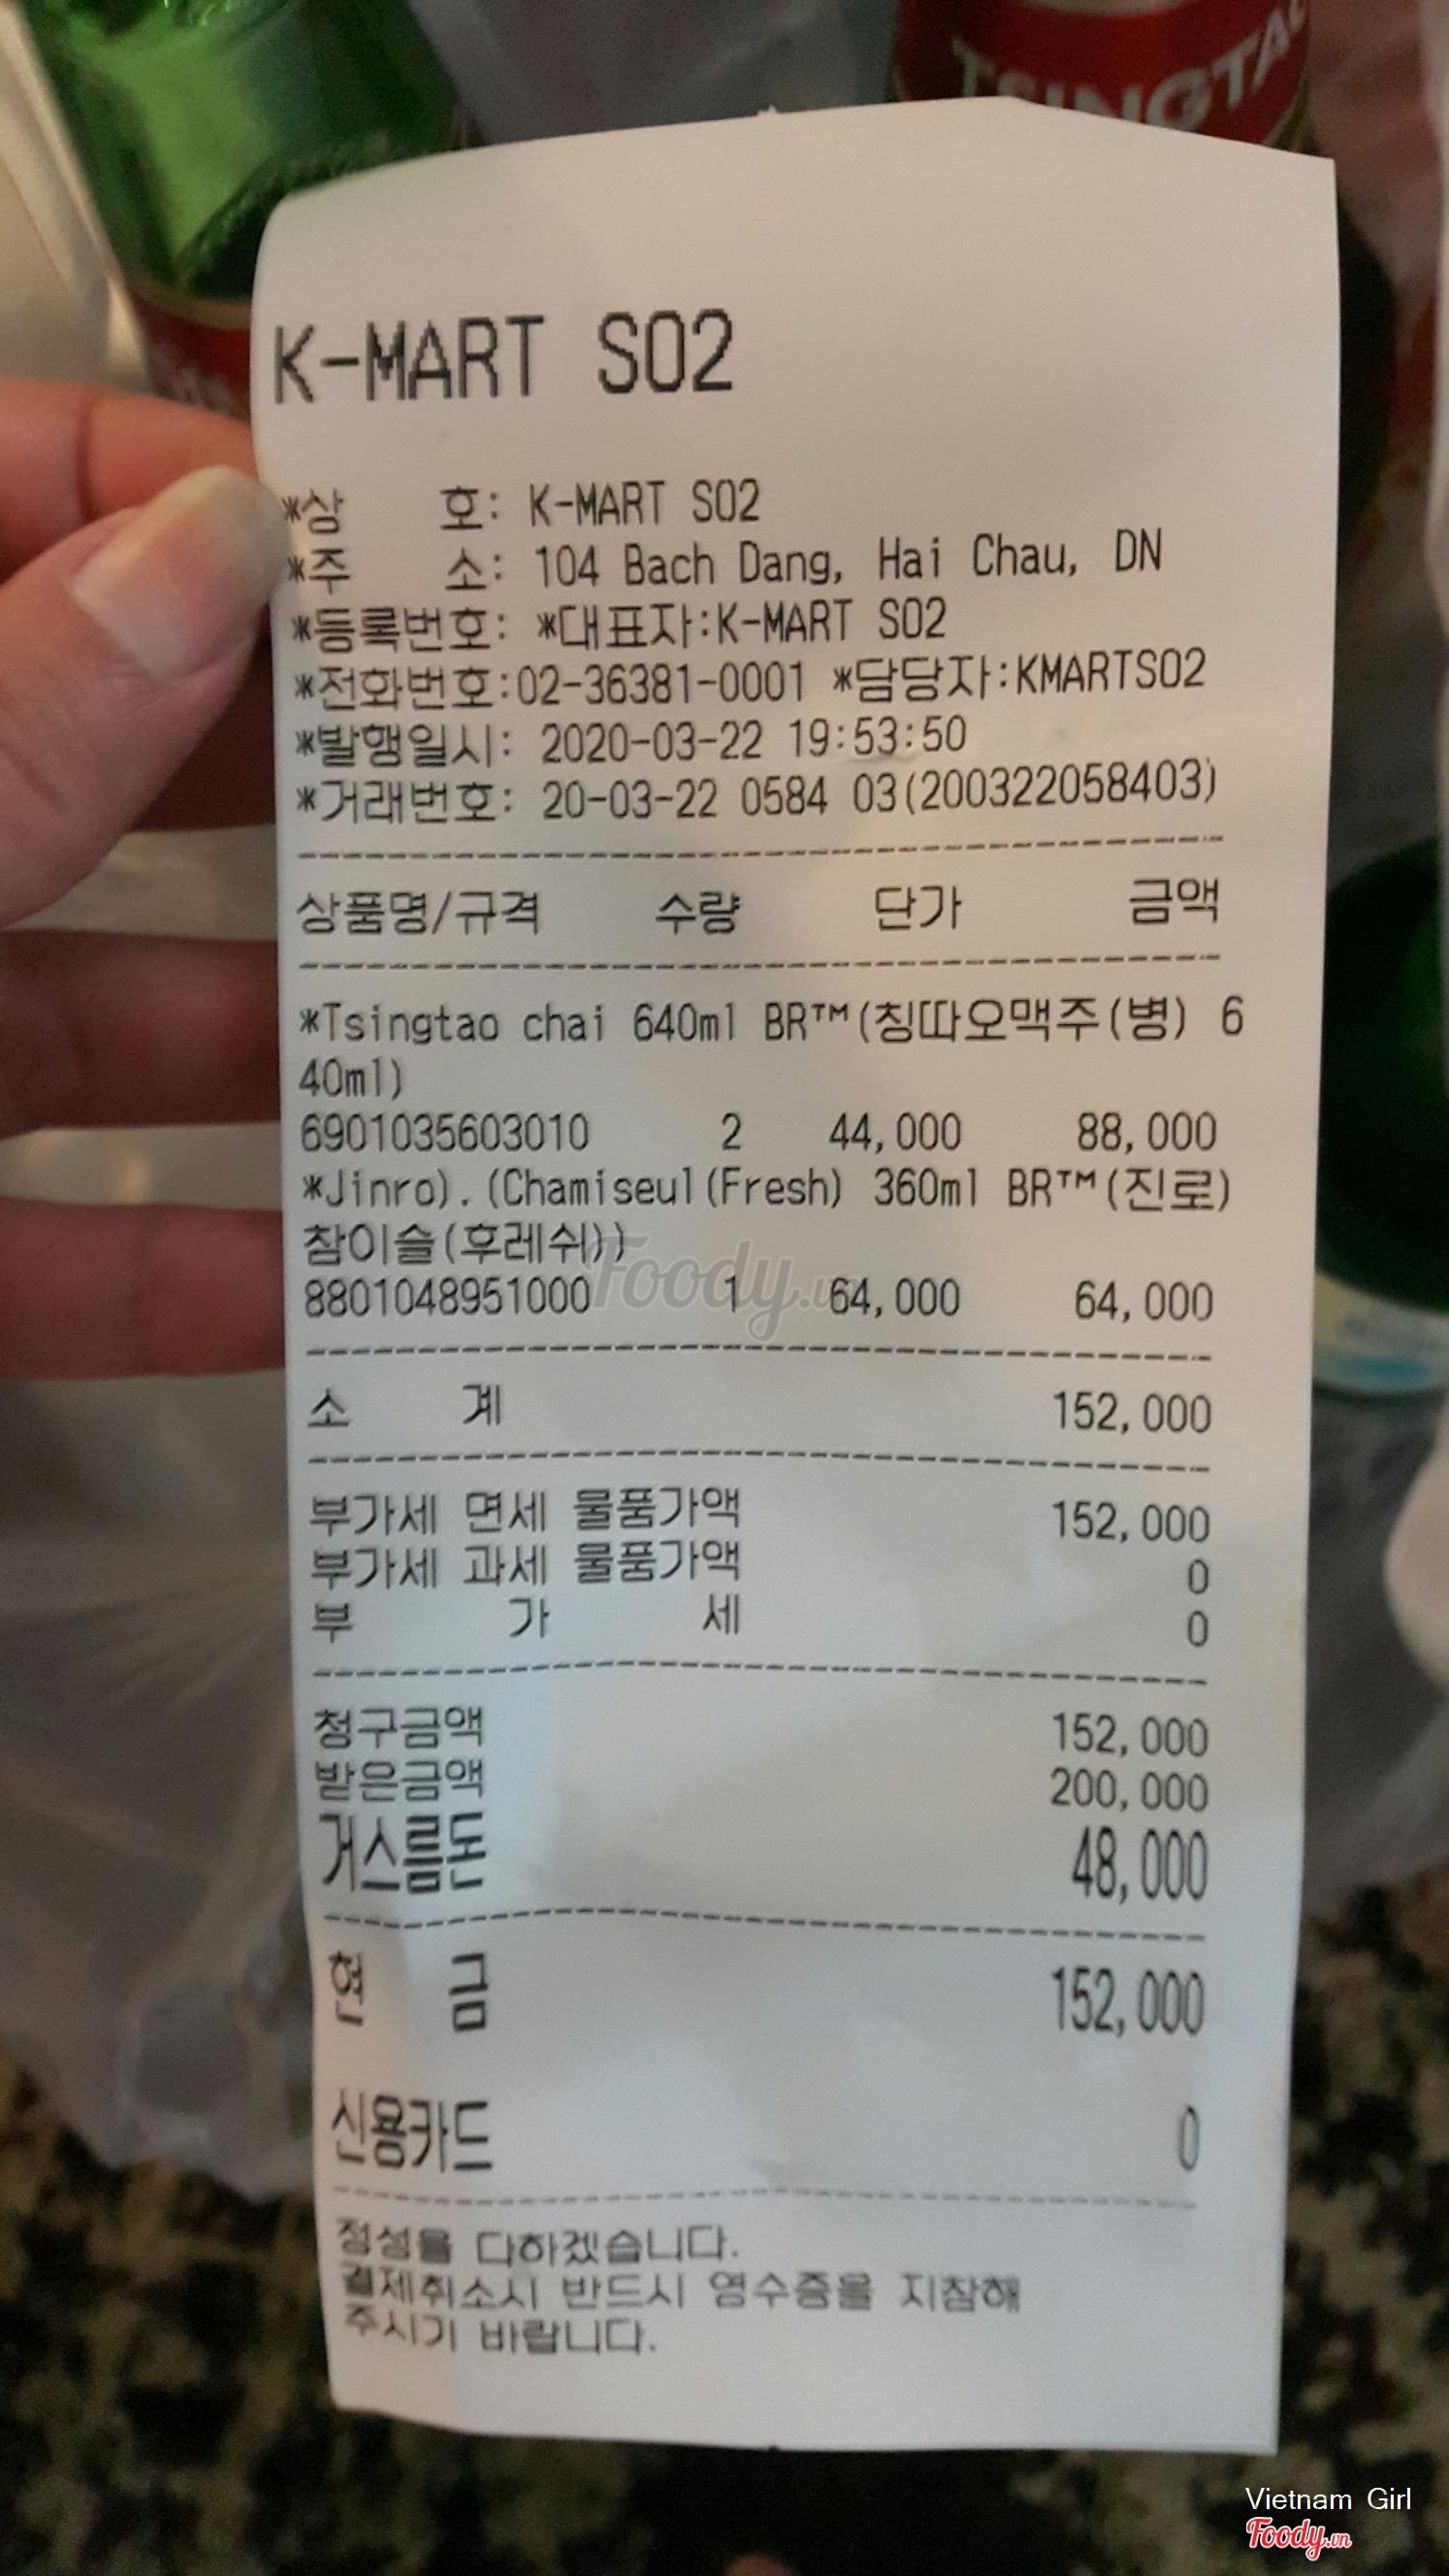 TSINGTAO
K-MART S02
*상 호: K-MART S02
*주 소: 104 Bach Dang, Hai Chau, DN
*등록번호: *대표자:K-MART S02
*전화번호:02-36381-0001 *담당자:KMARTS02
*발행일시: 2020-03-22 19:53:50
*거래번호: 20-03-22 0584 03(200322058403)
상품명/규격 수량 단가 금액
*Tsingtao chai 640ml BR™(칭따오맥주(병) 6
40ml)
6901035603010 2 44,000 88,000
*Jinro).(Chamiseul(Fresh) 360ml BR™(진로)
참이슬(후레쉬))
8801048951000 1 64,000 64,000
Foody.vn
소 계 152,000
부가세 면세 물품가액 152,000
부가세 과세 물품가액 0
부 가 세 0
청구금액 152,000
받은금액 200,000
거스름돈 48,000
현 금 152,000
신용카드 0
정성을 다하겠습니다.
결제취소시 반드시 영수증을 지참해
주시기 바랍니다.
Vietnam Girl
Foody.vn